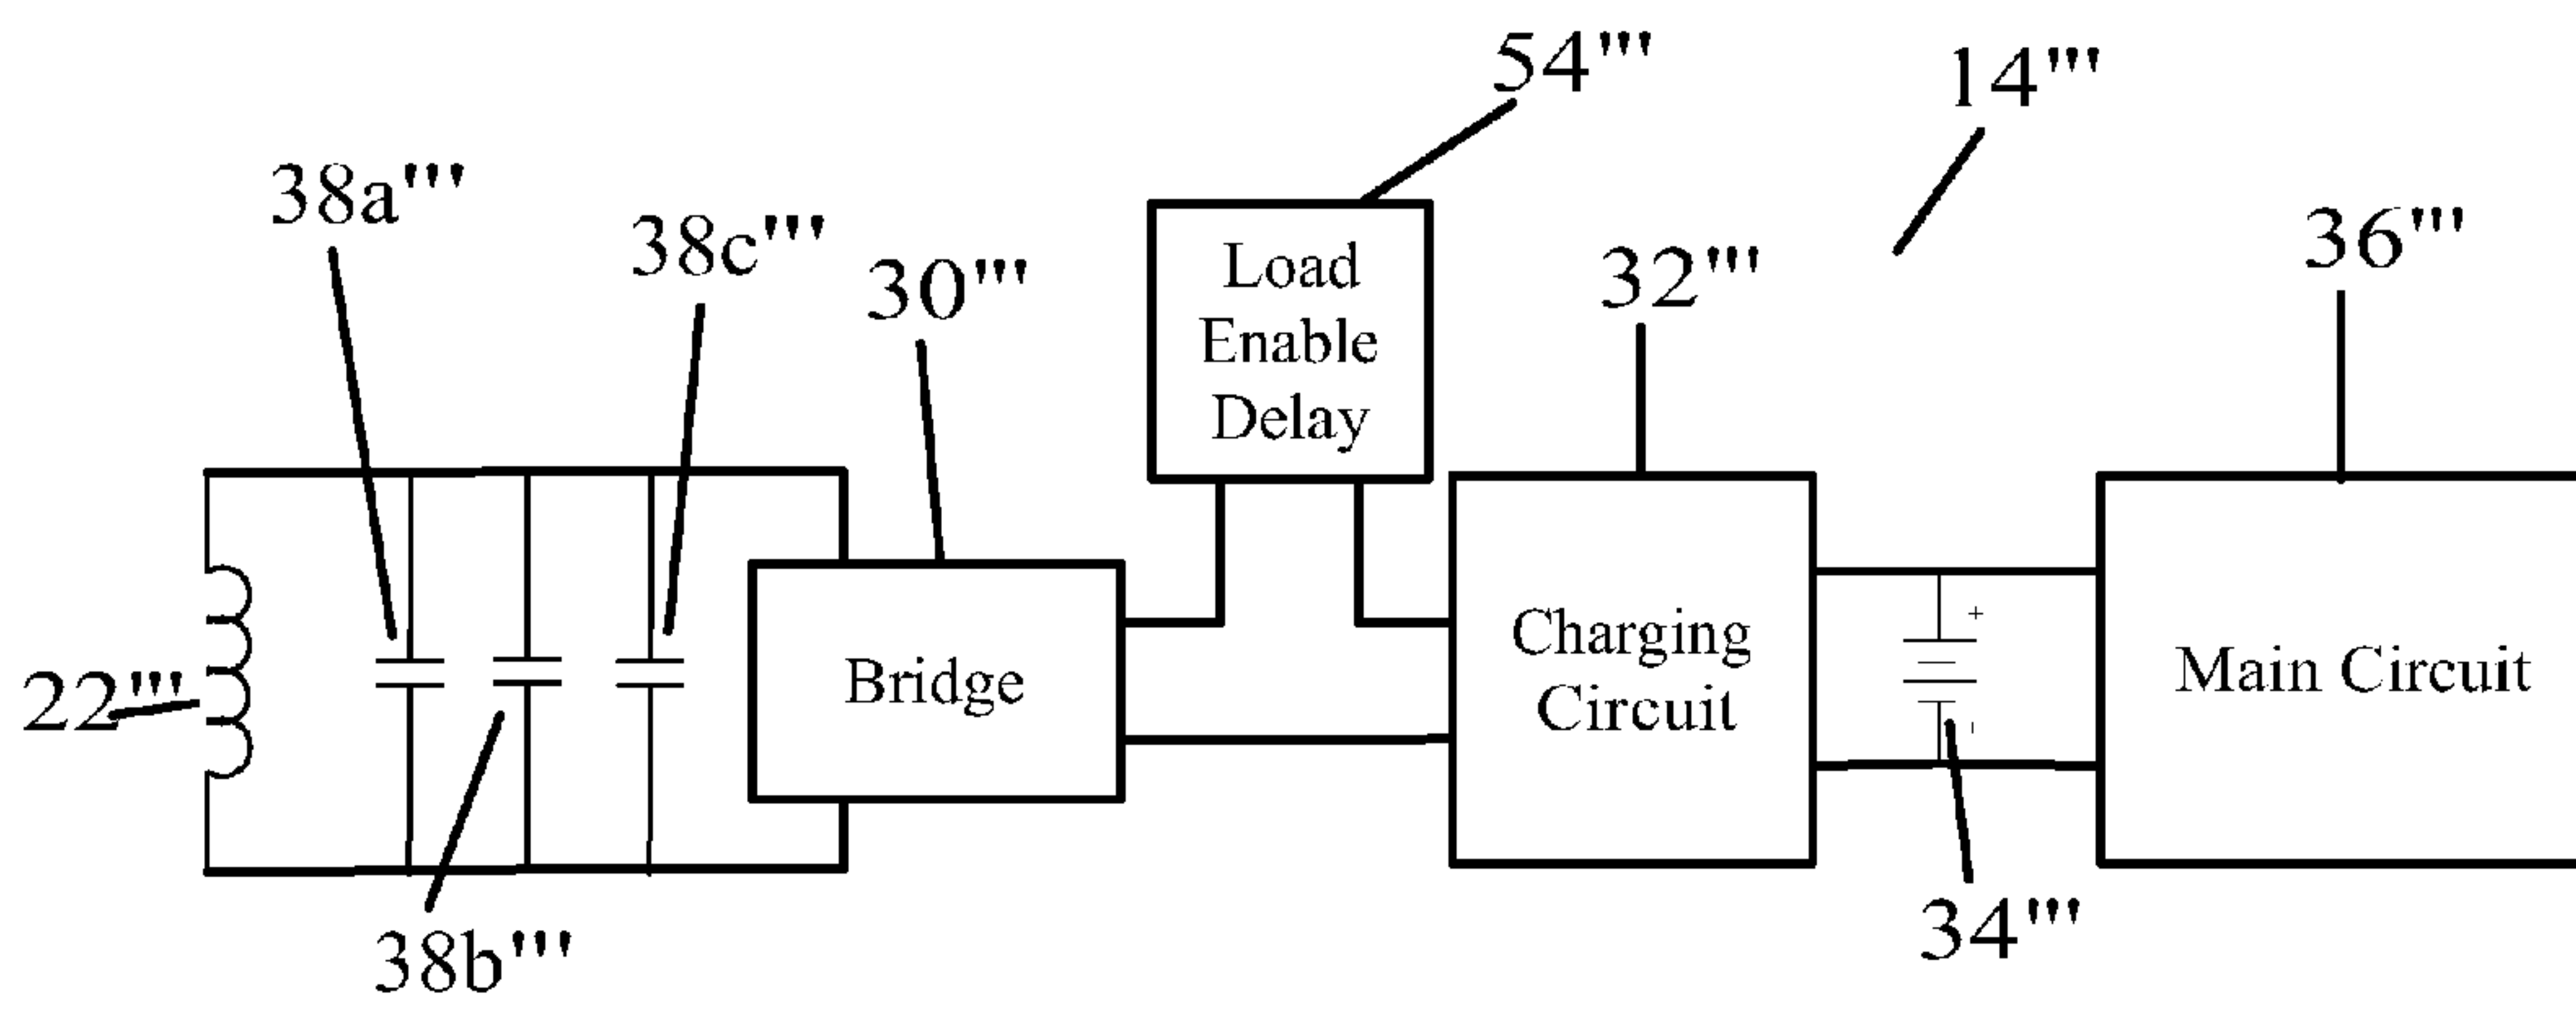 54'''
14'''
38a'''
38c'''
30'''
32'''
36'''
Load
Enable
Delay
22'''
Bridge
Charging
Circuit
+
Main Circuit
34'''
38b'''